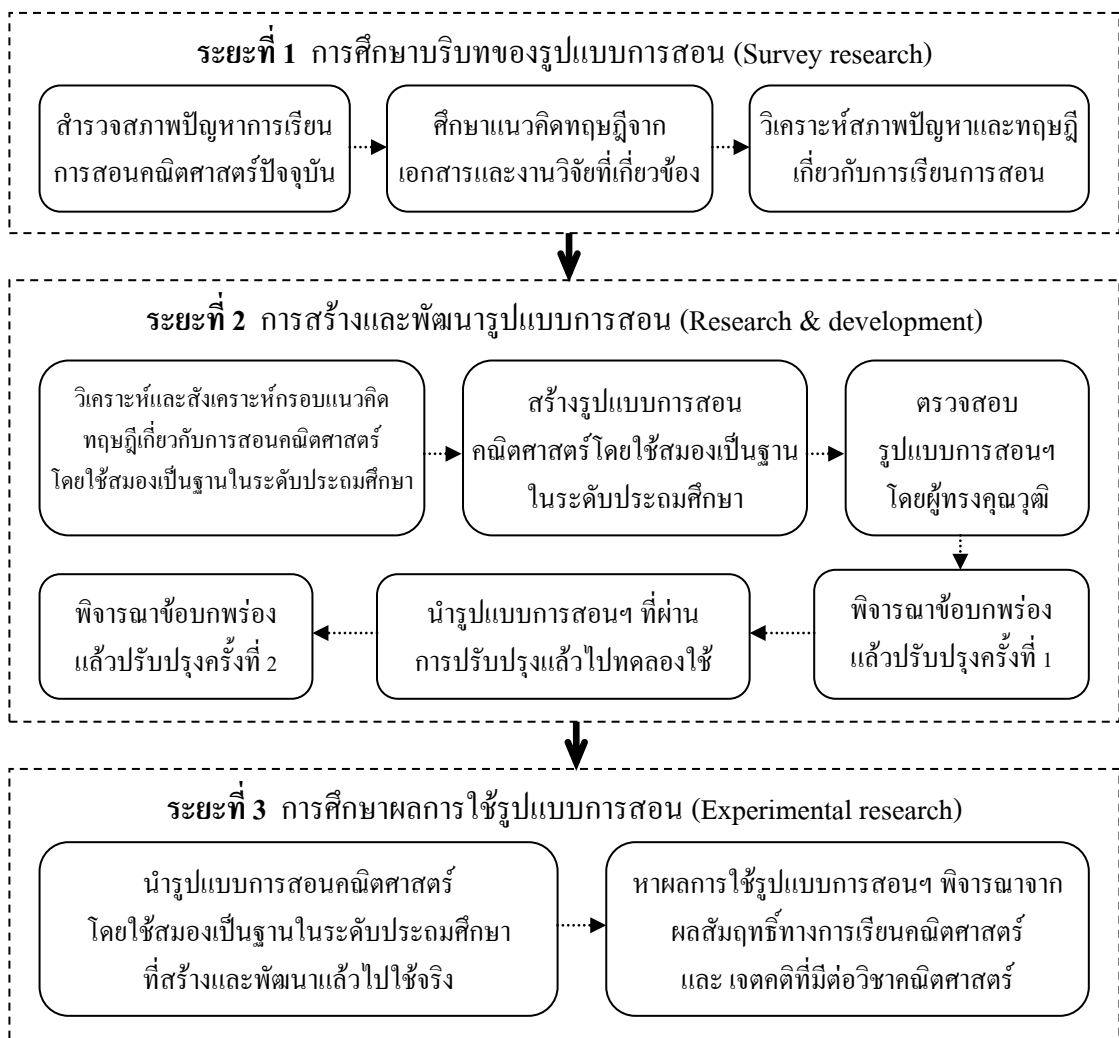 ระยะที่ 1 การศึกษาบริบทของรูปแบบการสอน (Survey research)
สำรวจสภาพปัญหาการเรียน
การสอนคณิตศาสตร์ปัจจุบัน
ศึกษาแนวคิดทฤษฎีจาก
เอกสารและงานวิจัยที่เกี่ยวข้อง
วิเคราะห์สภาพปัญหาและทฤษฎี
เกี่ยวกับการเรียนการสอน
ระยะที่ 2 การสร้างและพัฒนารูปแบบการสอน (Research & development)
วิเคราะห์และสังเคราะห์กรอบแนวคิด
ทฤษฎีเกี่ยวกับการสอนคณิตศาสตร์
โดยใช้สมองเป็นฐานในระดับประถมศึกษา
สร้างรูปแบบการสอน
คณิตศาสตร์โดยใช้สมองเป็นฐาน
ในระดับประถมศึกษา
ตรวจสอบ
รูปแบบการสอนฯ
โดยผู้ทรงคุณวุฒิ
พิจารณาข้อบกพร่อง
แล้วปรับปรุงครั้งที่ 1
นำรูปแบบการสอนฯ ที่ผ่าน
การปรับปรุงแล้วไปทดลองใช้
พิจารณาข้อบกพร่อง
แล้วปรับปรุงครั้งที่ 2
ระยะที่ 3 การศึกษาผลการใช้รูปแบบการสอน (Experimental research)
นำรูปแบบการสอนคณิตศาสตร์
โดยใช้สมองเป็นฐานในระดับประถมศึกษา
ที่สร้างและพัฒนาแล้วไปใช้จริง
หาผลการใช้รูปแบบการสอนฯ พิจารณาจาก
ผลสัมฤทธิ์ทางการเรียนคณิตศาสตร์
และ เจตคติที่มีต่อวิชาคณิตศาสตร์